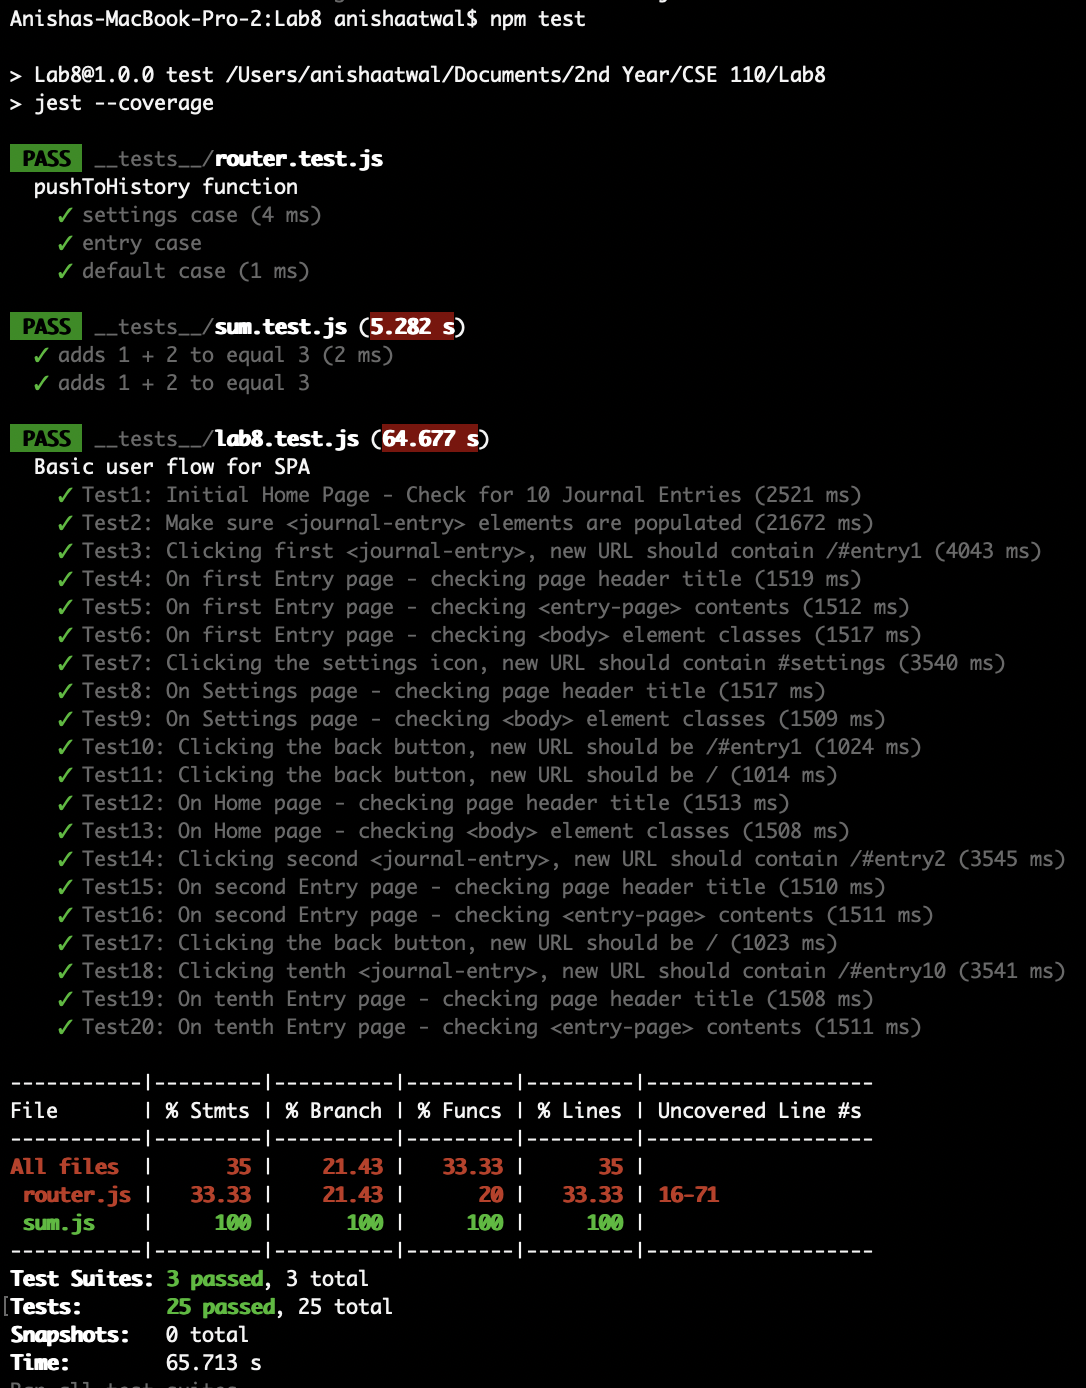 Anishas-MacBook-Pro-2:Lab8 anishaatwal$ npm test
> Lab8@1.0.0 test /Users/anishaatwal/Documents/2nd Year/CSE 110/Lab8
> jest --coverage
PASS __tests__/router.test.js
pushToHistory function
✓ settings case (4 ms)
✓ entry case
✓ default case (1 ms)
PASS __tests__/sum.test.js (5.282 s)
✓ adds 1 + 2 to equal 3 (2 ms)
✓ adds 1 + 2 to equal 3
PASS __tests__/lab8.test.js (64.677 s)
Basic user flow for SPA
✓ Test1: Initial Home Page - Check for 10 Journal Entries (2521 ms)
✓ Test2: Make sure <journal-entry> elements are populated (21672 ms)
✓ Test3: Clicking first <journal-entry>, new URL should contain /#entry1 (4043 ms)
✓ Test4: On first Entry page - checking page header title (1519 ms)
✓ Test5: On first Entry page - checking <entry-page> contents (1512 ms)
✓ Test6: On first Entry page - checking <body> element classes (1517 ms)
✓ Test7: Clicking the settings icon, new URL should contain #settings (3540 ms)
✓ Test8: On Settings page - checking page header title (1517 ms)
✓ Test9: On Settings page - checking <body> element classes (1509 ms)
✓ Test10: Clicking the back button, new URL should be /#entry1 (1024 ms)
✓ Test11: Clicking the back button, new URL should be / (1014 ms)
✓ Test12: On Home page - checking page header title (1513 ms)
✓ Test13: On Home page - checking <body> element classes (1508 ms)
✓ Test14: Clicking second <journal-entry>, new URL should contain /#entry2 (3545 ms)
✓ Test15: On second Entry page - checking page header title (1510 ms)
✓ Test16: On second Entry page - checking <entry-page> contents (1511 ms)
✓ Test17: Clicking the back button, new URL should be / (1023 ms)
✓ Test18: Clicking tenth <journal-entry>, new URL should contain /#entry10 (3541 ms)
✓ Test19: On tenth Entry page - checking page header title (1508 ms)
✓ Test20: On tenth Entry page - checking <entry-page> contents (1511 ms)
-----------|---------|----------|---------|---------|-------------------
File | % Stmts | % Branch | % Funcs | % Lines | Uncovered Line #s
-----------|---------|----------|---------|---------|-------------------
All files | 35 | 21.43 | 33.33 | 35 |
router.js | 33.33 | 21.43 | 20 | 33.33 | 16-71
sum.js | 100 | 100 | 100 | 100 |
-----------|---------|----------|---------|---------|-------------------
Test Suites: 3 passed, 3 total
[Tests: 25 passed, 25 total
Snapshots: 0 total
Time: 65.713 s
Ran all test suites